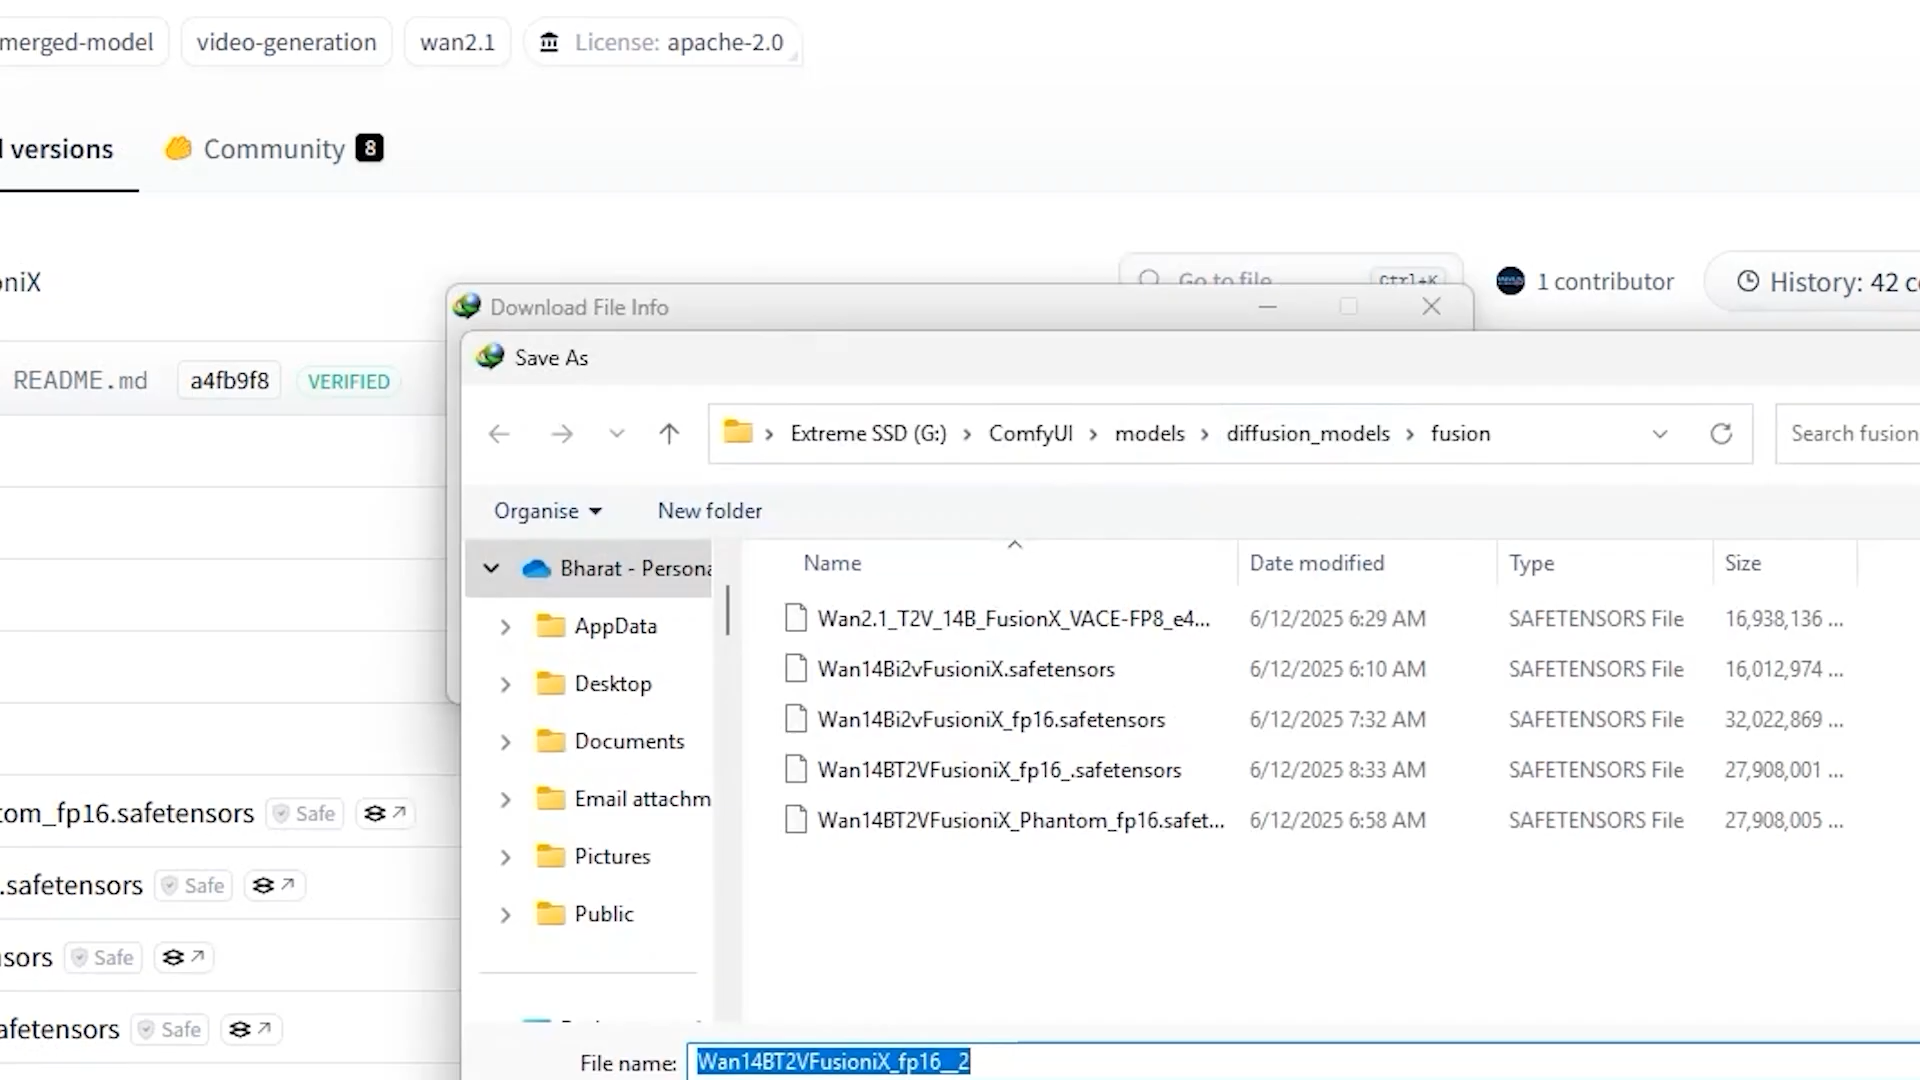 merged-model video-generation wan2.1 License: apache-2.0
versions Community 8
oniX Go to file Ctrl+K 1 contributor History: 42 c
Download File Info
README.md a4fb9f8 VERIFIED
Save As
Extreme SSD (G:) > ComfyUI > models > diffusion_models > fusion Search fusion
Organise New folder
Name Date modified Type Size
Bharat - Persona
AppData
Desktop
Documents
Email attachm
Pictures
Public
Wan2.1_T2V_14B_FusionX_VACE-FP8_e4... 6/12/2025 6:29 AM SAFETENSORS File 16,938,136 ...
Wan14Bi2vFusioniX.safetensors 6/12/2025 6:10 AM SAFETENSORS File 16,012,974 ...
Wan14Bi2vFusioniX_fp16.safetensors 6/12/2025 7:32 AM SAFETENSORS File 32,022,869 ...
Wan14BT2VFusioniX_fp16_.safetensors 6/12/2025 8:33 AM SAFETENSORS File 27,908,001 ...
Wan14BT2VFusioniX_Phantom_fp16.safet... 6/12/2025 6:58 AM SAFETENSORS File 27,908,005 ...
tom_fp16.safetensors Safe
.safetensors Safe
nsors Safe
afetensors Safe
File name: Wan14BT2VFusioniX_fp16__2